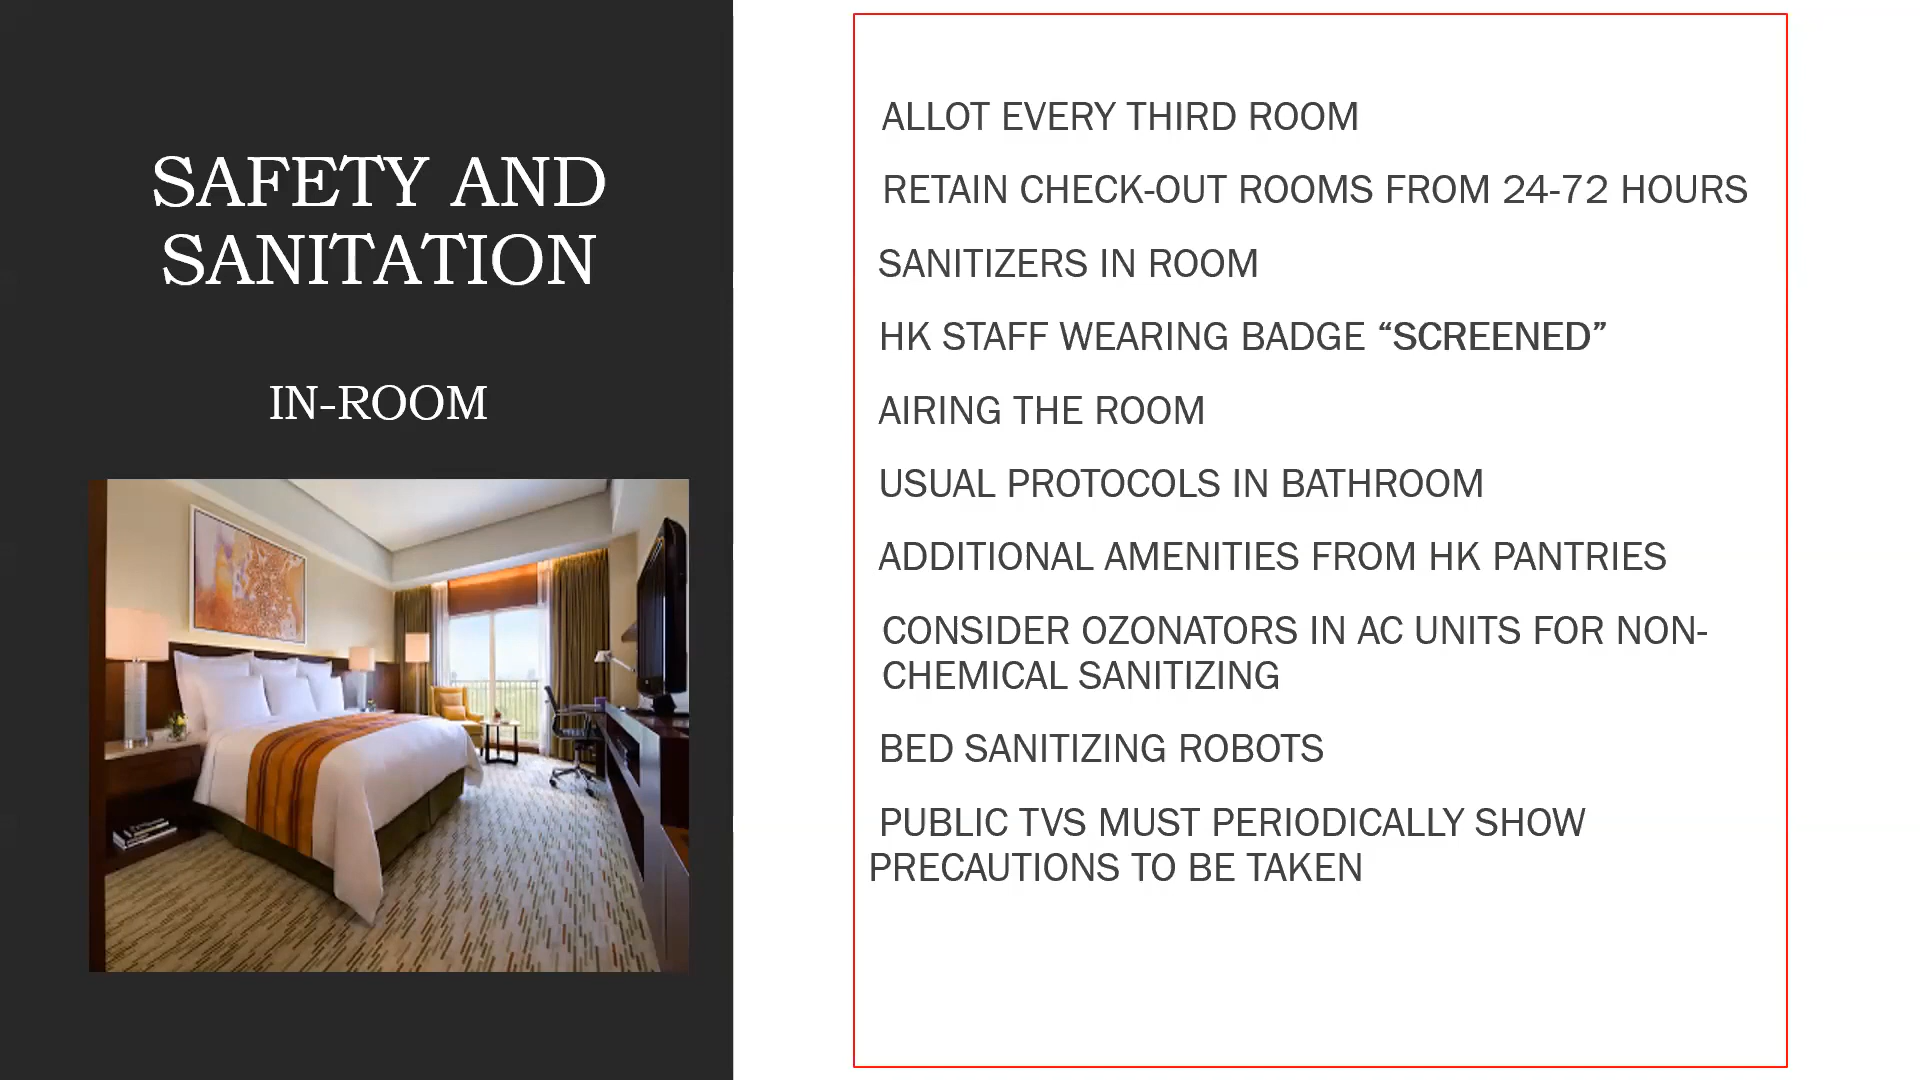 SAFETY AND
SANITATION
IN-ROOM
ALLOT EVERY THIRD ROOM
RETAIN CHECK-OUT ROOMS FROM 24-72 HOURS
SANITIZERS IN ROOM
HK STAFF WEARING BADGE “SCREENED”
AIRING THE ROOM
USUAL PROTOCOLS IN BATHROOM
ADDITIONAL AMENITIES FROM HK PANTRIES
CONSIDER OZONATORS IN AC UNITS FOR NON-
CHEMICAL SANITIZING
BED SANITIZING ROBOTS
PUBLIC TVS MUST PERIODICALLY SHOW
PRECAUTIONS TO BE TAKEN